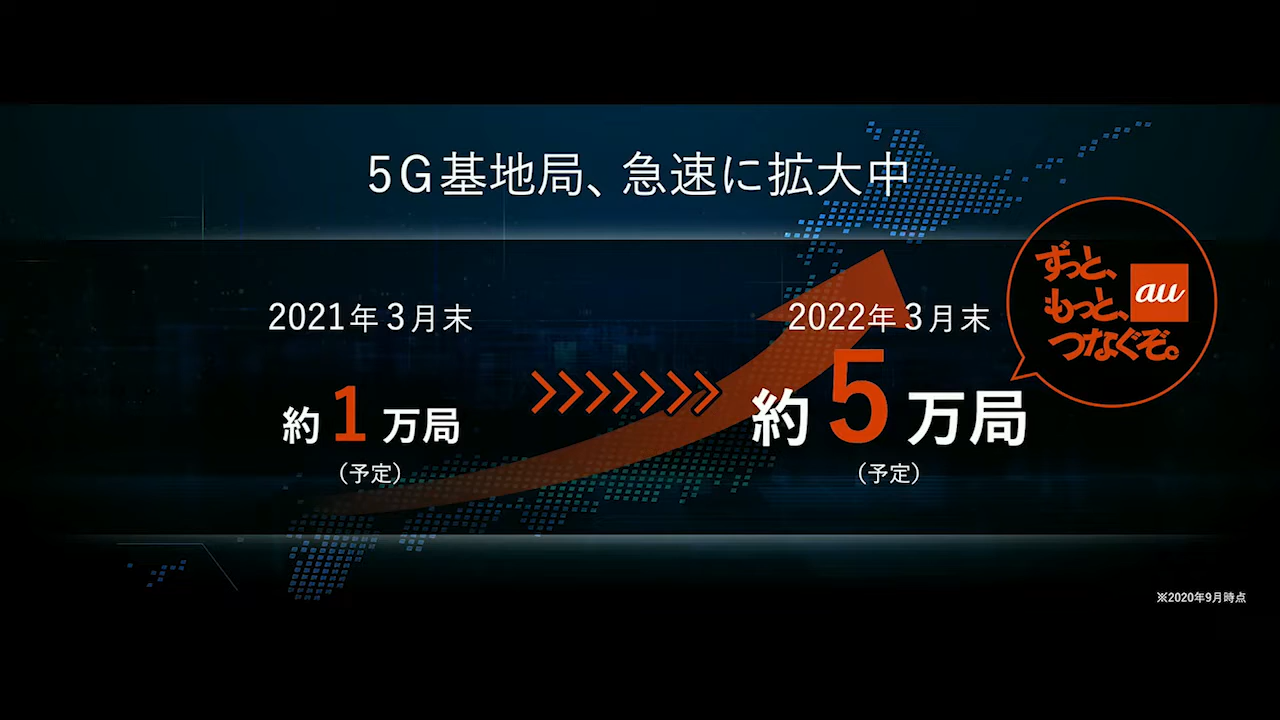 5G基地局、急速に拡大中
2021年3月末
約1万局
(予定)
2022年3月末
約5万局
(予定)
ずっと、
もっと、
つなぐぞ。
au
※2020年9月時点